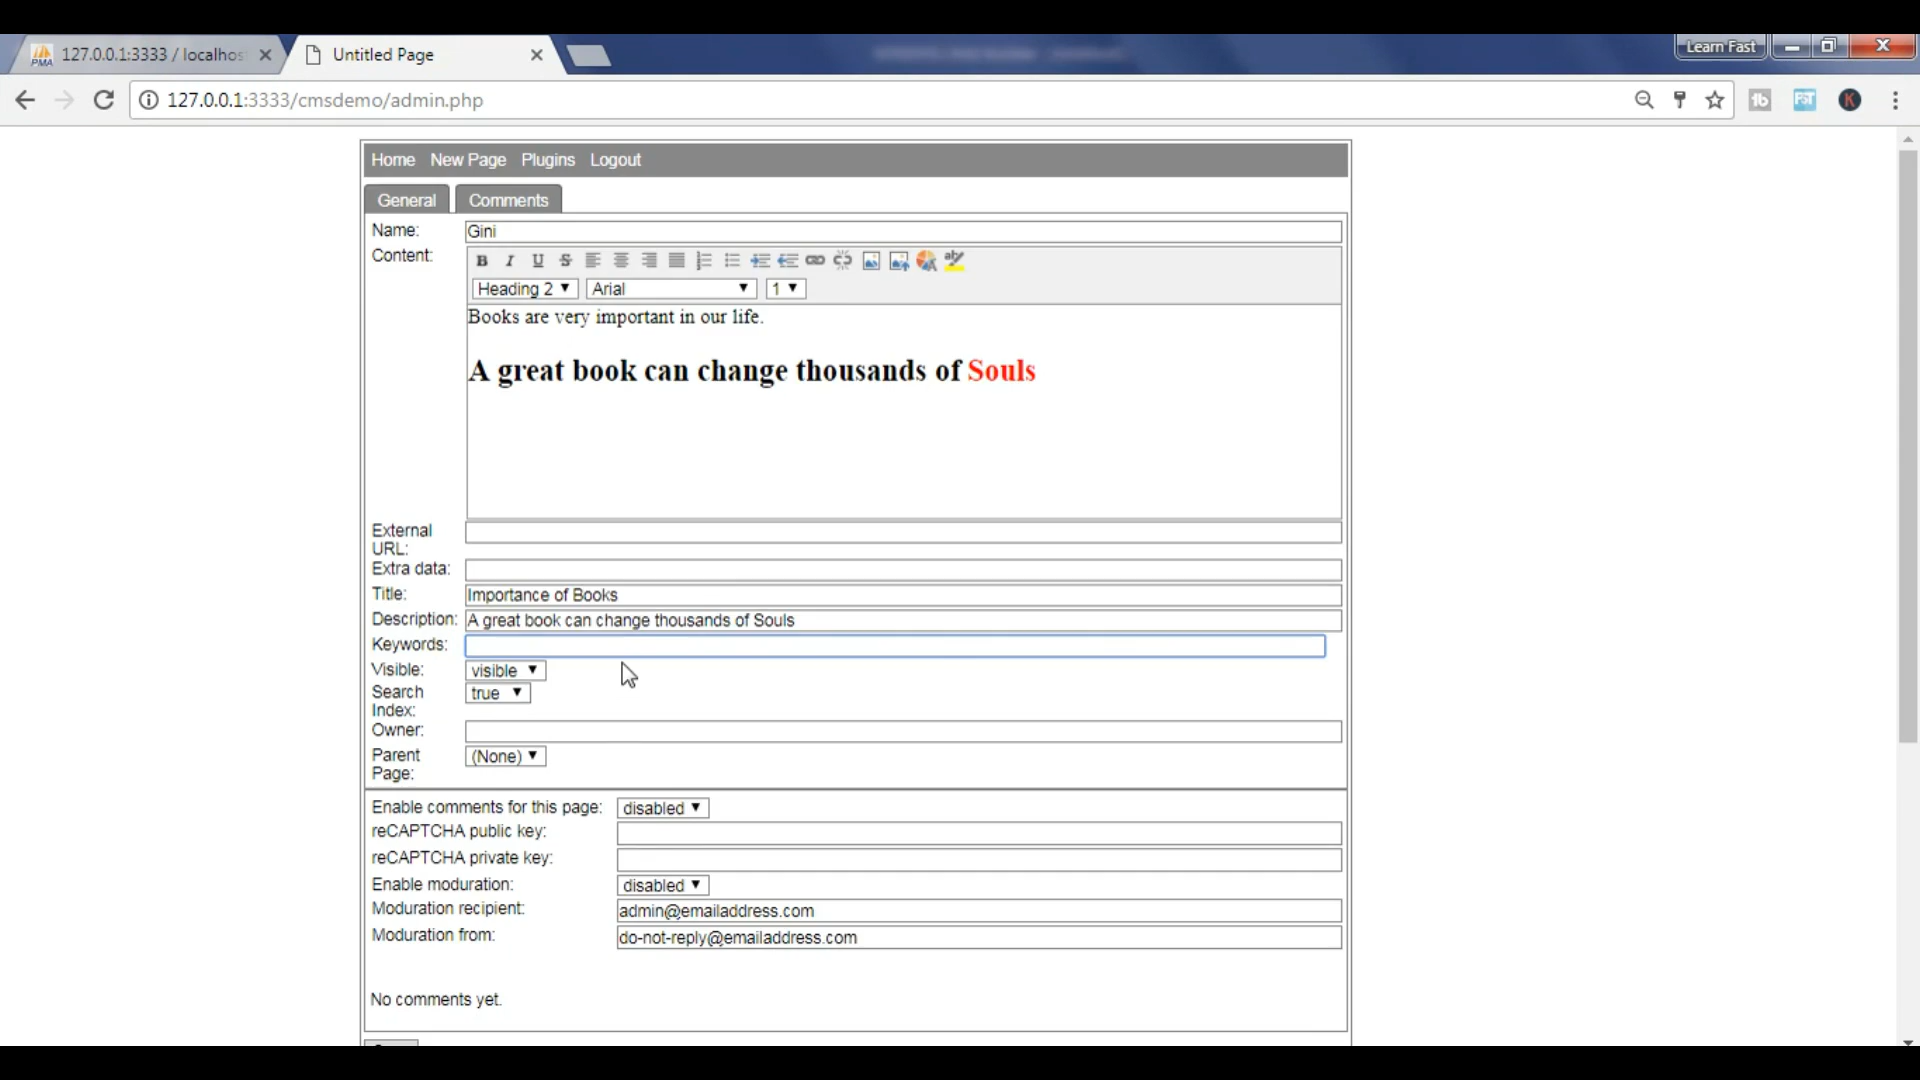 127.0.0.1:3333 / localhos
Untitled Page
Learn Fast
127.0.0.1:3333/cmsdemo/admin.php
Home New Page Plugins Logout
General Comments
Name: Gini
Content:
Heading 2 Arial 1
Books are very important in our life.
A great book can change thousands of Souls
External
URL:
Extra data:
Title: Importance of Books
Description: A great book can change thousands of Souls
Keywords:
Visible: visible
Search true
Index:
Owner:
Parent (None)
Page:
Enable comments for this page: disabled
reCAPTCHA public key:
reCAPTCHA private key:
Enable moduration: disabled
Moduration recipient: admin@emailaddress.com
Moduration from: do-not-reply@emailaddress.com
No comments yet.